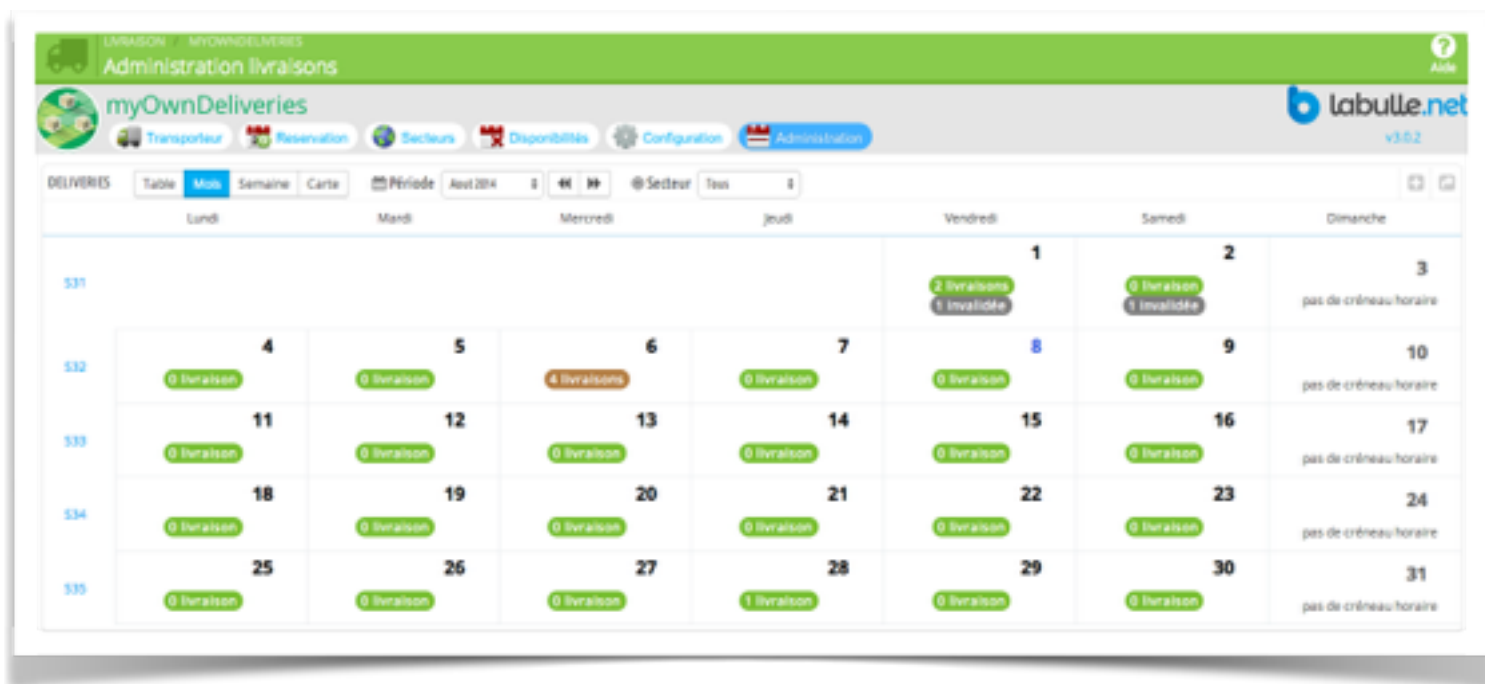 LIVRAISON / MYOWNDELIVERIES
Administration livraisons
Aide
myOwnDeliveries
labulle.net
Transporteur Reservation Secteurs Disponibilités Configuration Administration
v3.0.2
DELIVERIES Table Mois Semaine Carte Période Aout 2014 Secteur Tous
Lundi Mardi Mercredi Jeudi Vendredi Samedi Dimanche
1 2 3
S31
2 livraisons 0 livraison pas de créneau horaire
1 invalidée 1 invalidée
4 5 6 7 8 9 10
S32
0 livraison 0 livraison 4 livraisons 0 livraison 0 livraison 0 livraison pas de créneau horaire
11 12 13 14 15 16 17
S33
0 livraison 0 livraison 0 livraison 0 livraison 0 livraison 0 livraison pas de créneau horaire
18 19 20 21 22 23 24
S34
0 livraison 0 livraison 0 livraison 0 livraison 0 livraison 0 livraison pas de créneau horaire
25 26 27 28 29 30 31
S35
0 livraison 0 livraison 0 livraison 1 livraison 0 livraison 0 livraison pas de créneau horaire